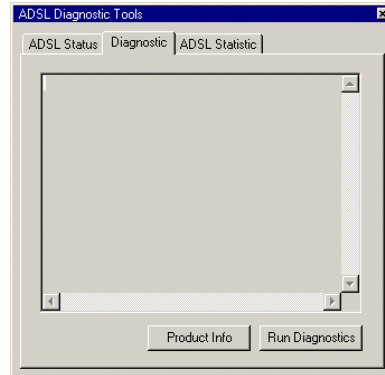 ADSL Diagnostic Tools
ADSL Status Diagnostic ADSL Statistic
Product Info Run Diagnostics